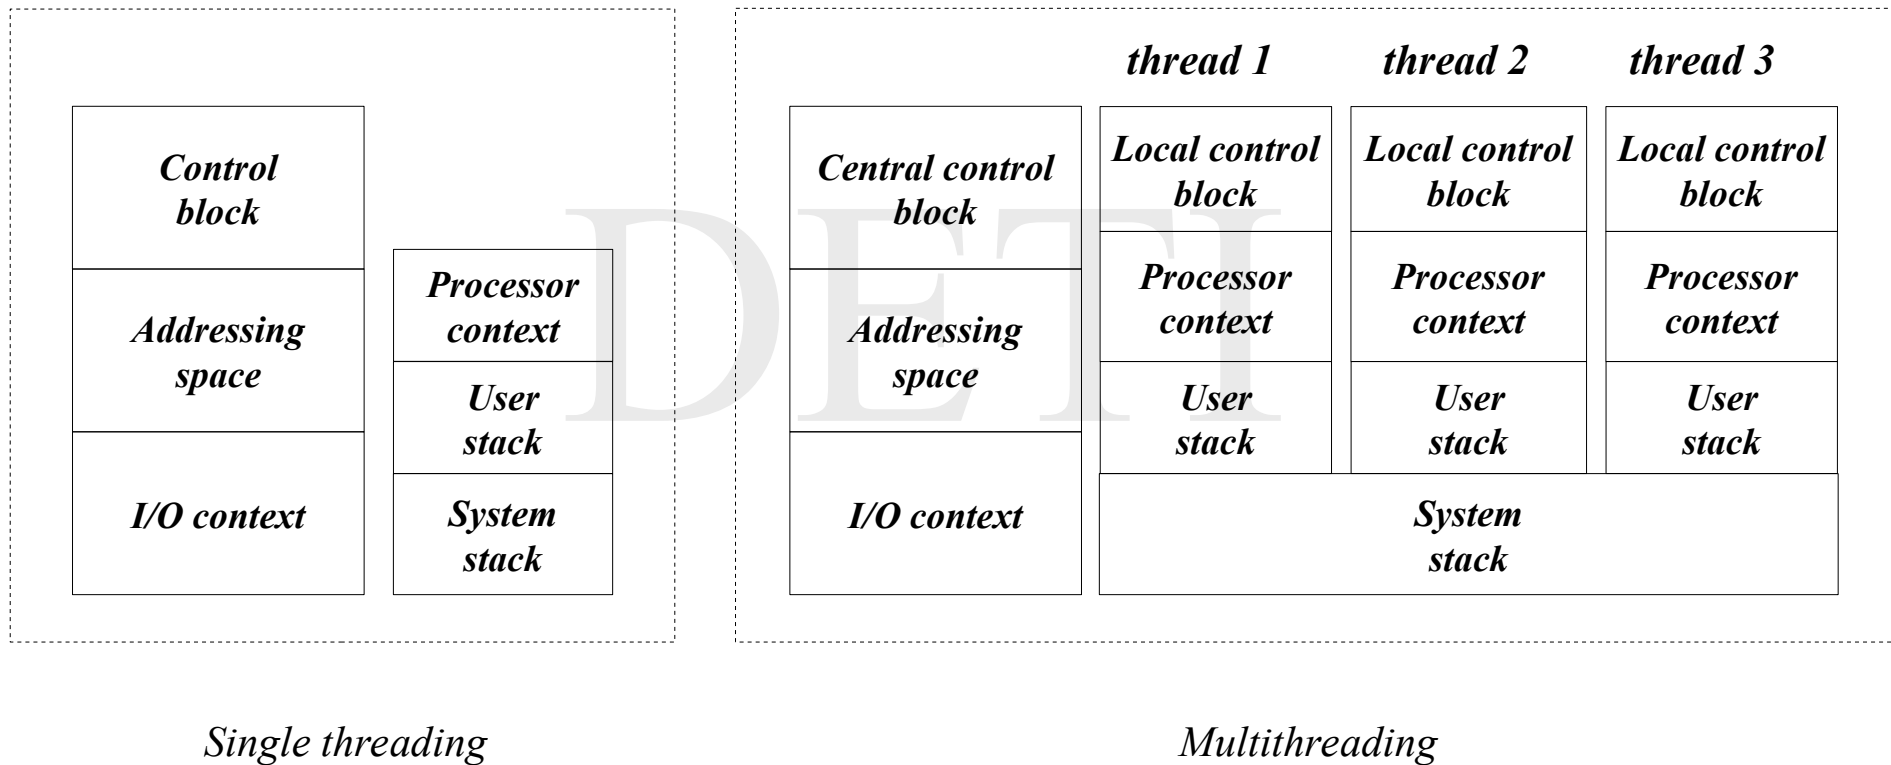 thread 1 thread 2 thread 3
Control
block
Addressing
space
I/O context
Processor
context
User
stack
System
stack
Central control
block
Addressing
space
I/O context
Local control
block
Processor
context
User
stack
Local control
block
Processor
context
User
stack
Local control
block
Processor
context
User
stack
System
stack
DETI
Single threading
Multithreading